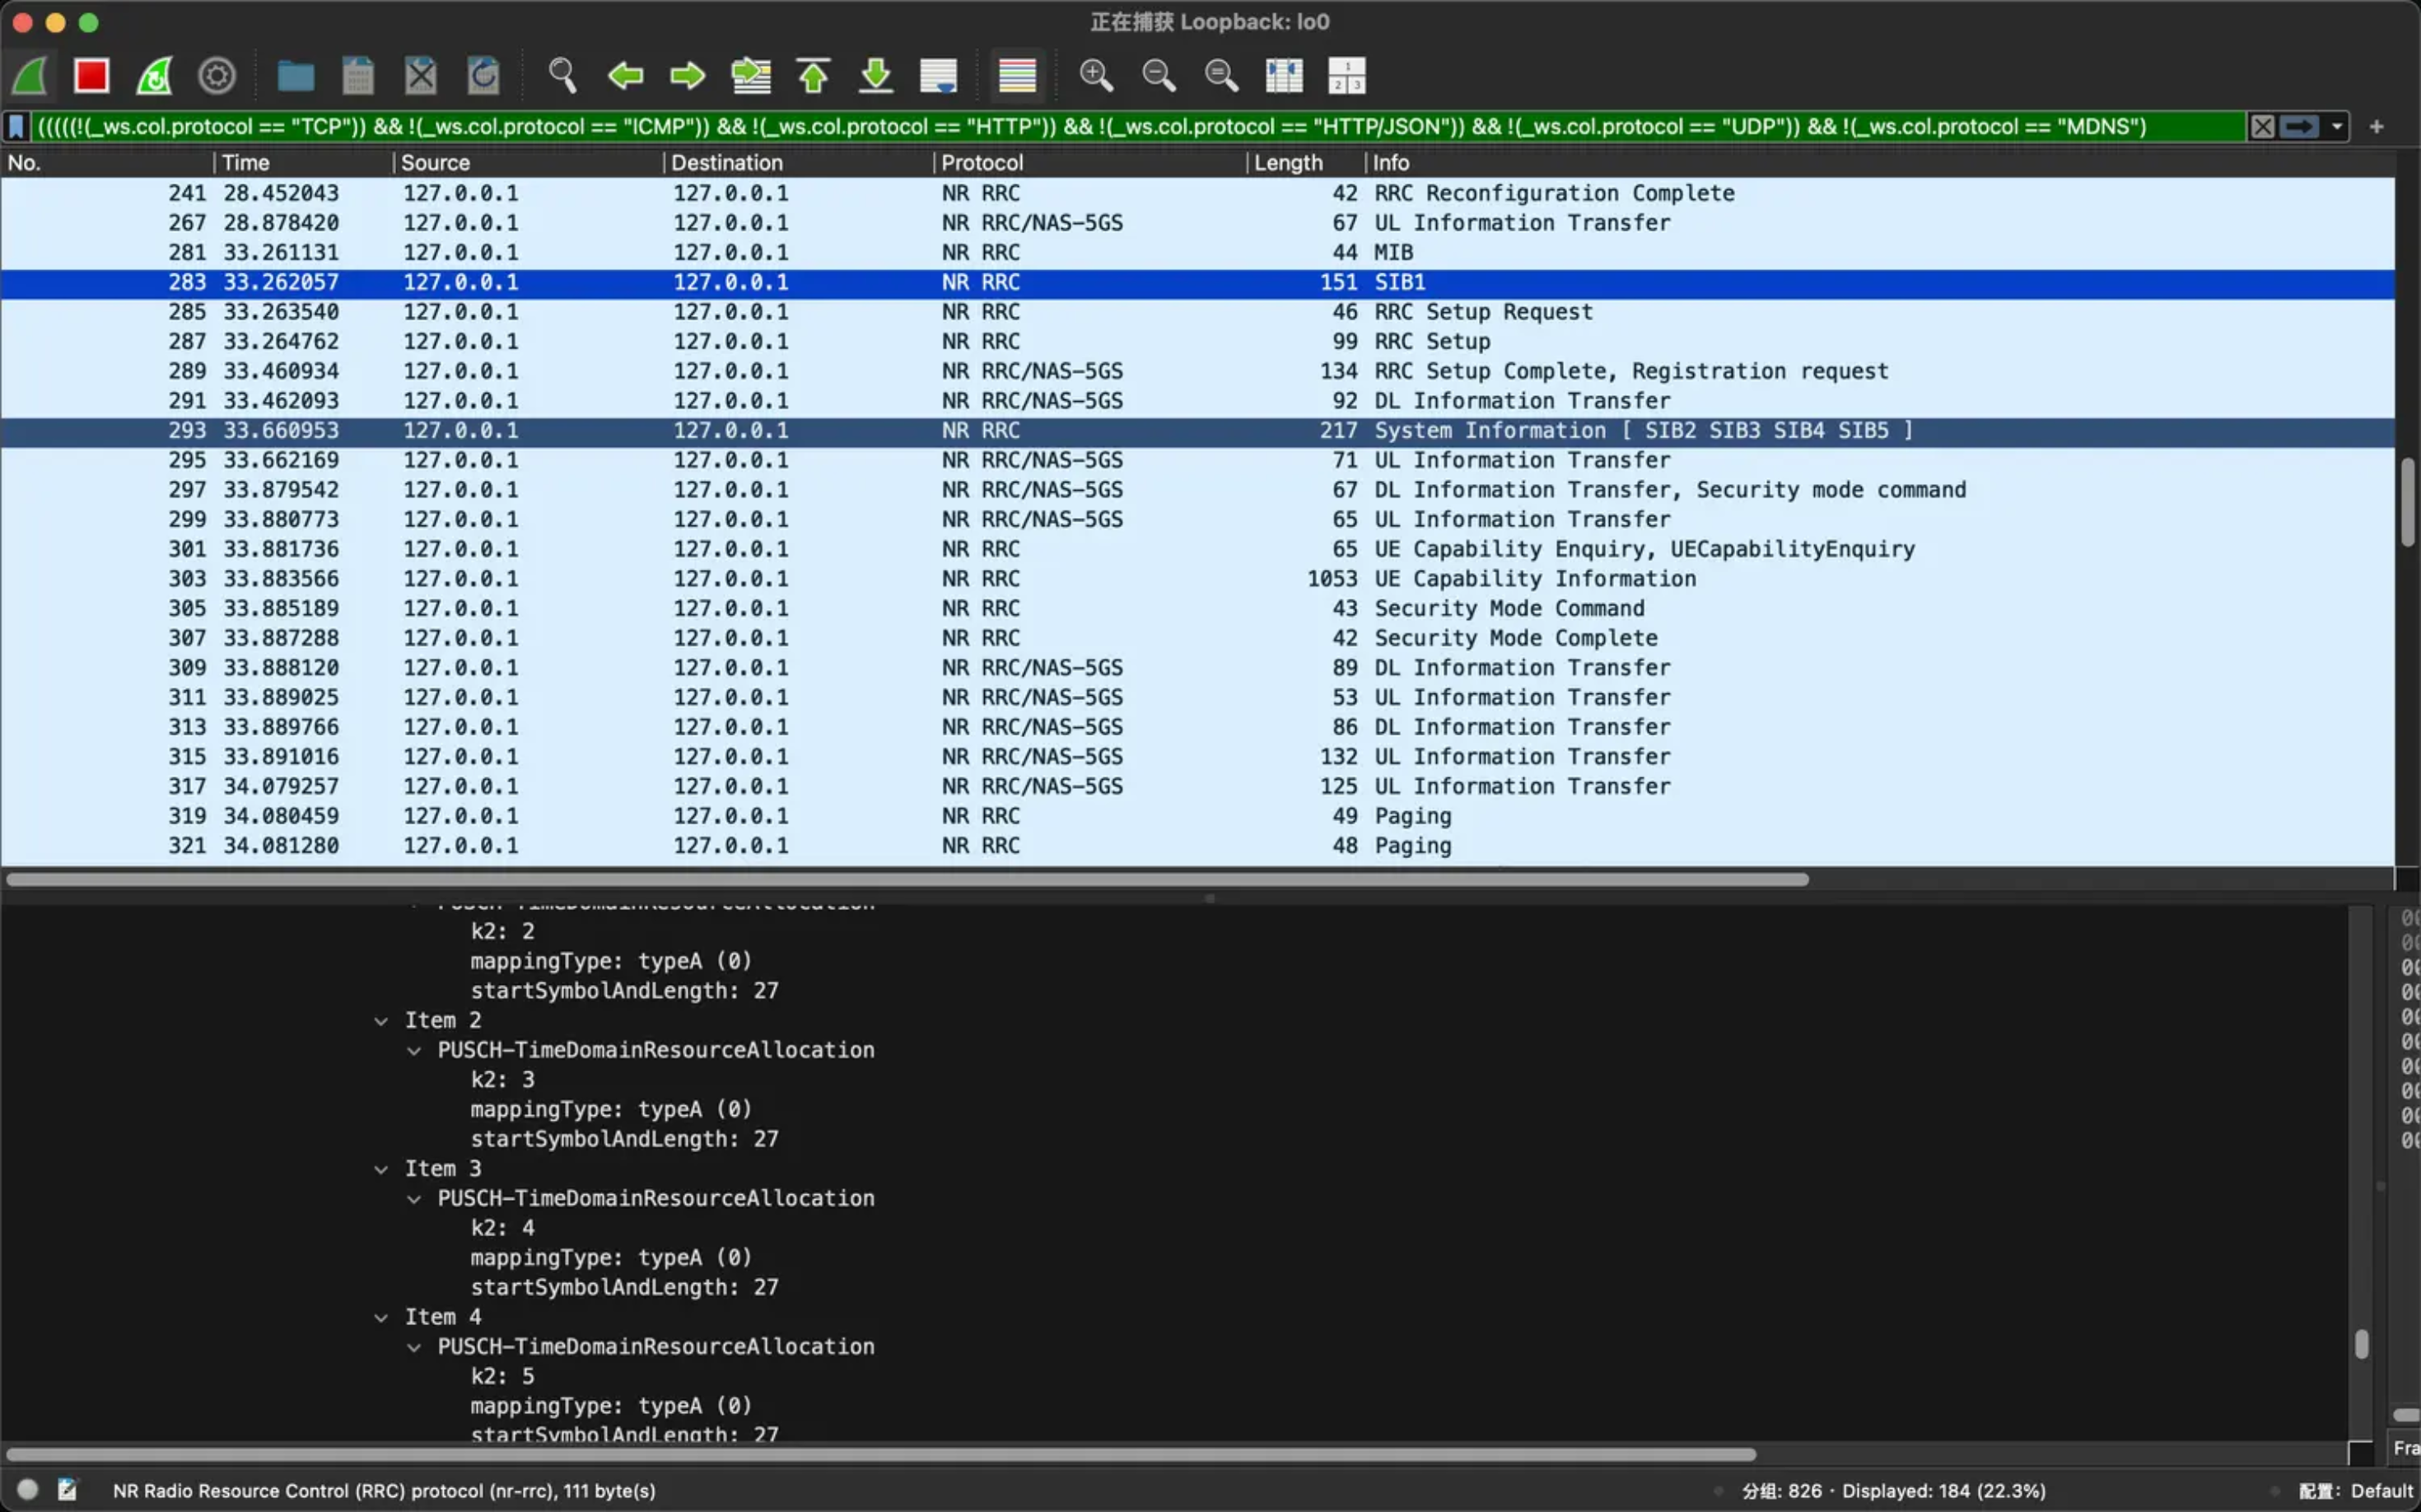 正在捕获 Loopback: lo0
(((((!(_ws.col.protocol == "TCP")) && !(_ws.col.protocol == "ICMP")) && !(_ws.col.protocol == "HTTP")) && !(_ws.col.protocol == "HTTP/JSON")) && !(_ws.col.protocol == "UDP")) && !(_ws.col.protocol == "MDNS")
No. Time Source Destination Protocol Length Info
241 28.452043 127.0.0.1 127.0.0.1 NR RRC 42 RRC Reconfiguration Complete
267 28.878420 127.0.0.1 127.0.0.1 NR RRC/NAS-5GS 67 UL Information Transfer
281 33.261131 127.0.0.1 127.0.0.1 NR RRC 44 MIB
283 33.262057 127.0.0.1 127.0.0.1 NR RRC 151 SIB1
285 33.263540 127.0.0.1 127.0.0.1 NR RRC 46 RRC Setup Request
287 33.264762 127.0.0.1 127.0.0.1 NR RRC 99 RRC Setup
289 33.460934 127.0.0.1 127.0.0.1 NR RRC/NAS-5GS 134 RRC Setup Complete, Registration request
291 33.462093 127.0.0.1 127.0.0.1 NR RRC/NAS-5GS 92 DL Information Transfer
293 33.660953 127.0.0.1 127.0.0.1 NR RRC 217 System Information [ SIB2 SIB3 SIB4 SIB5 ]
295 33.662169 127.0.0.1 127.0.0.1 NR RRC/NAS-5GS 71 UL Information Transfer
297 33.879542 127.0.0.1 127.0.0.1 NR RRC/NAS-5GS 67 DL Information Transfer, Security mode command
299 33.880773 127.0.0.1 127.0.0.1 NR RRC/NAS-5GS 65 UL Information Transfer
301 33.881736 127.0.0.1 127.0.0.1 NR RRC 65 UE Capability Enquiry, UECapabilityEnquiry
303 33.883566 127.0.0.1 127.0.0.1 NR RRC 1053 UE Capability Information
305 33.885189 127.0.0.1 127.0.0.1 NR RRC 43 Security Mode Command
307 33.887288 127.0.0.1 127.0.0.1 NR RRC 42 Security Mode Complete
309 33.888120 127.0.0.1 127.0.0.1 NR RRC/NAS-5GS 89 DL Information Transfer
311 33.889025 127.0.0.1 127.0.0.1 NR RRC/NAS-5GS 53 UL Information Transfer
313 33.889766 127.0.0.1 127.0.0.1 NR RRC/NAS-5GS 86 DL Information Transfer
315 33.891016 127.0.0.1 127.0.0.1 NR RRC/NAS-5GS 132 UL Information Transfer
317 34.079257 127.0.0.1 127.0.0.1 NR RRC/NAS-5GS 125 UL Information Transfer
319 34.080459 127.0.0.1 127.0.0.1 NR RRC 49 Paging
321 34.081280 127.0.0.1 127.0.0.1 NR RRC 48 Paging
PUSCH-TimeDomainResourceAllocation
k2: 2
mappingType: typeA (0)
startSymbolAndLength: 27
Item 2
PUSCH-TimeDomainResourceAllocation
k2: 3
mappingType: typeA (0)
startSymbolAndLength: 27
Item 3
PUSCH-TimeDomainResourceAllocation
k2: 4
mappingType: typeA (0)
startSymbolAndLength: 27
Item 4
PUSCH-TimeDomainResourceAllocation
k2: 5
mappingType: typeA (0)
startSymbolAndLength: 27
Fra
NR Radio Resource Control (RRC) protocol (nr-rrc), 111 byte(s) 分组: 826 · Displayed: 184 (22.3%) 配置: Default